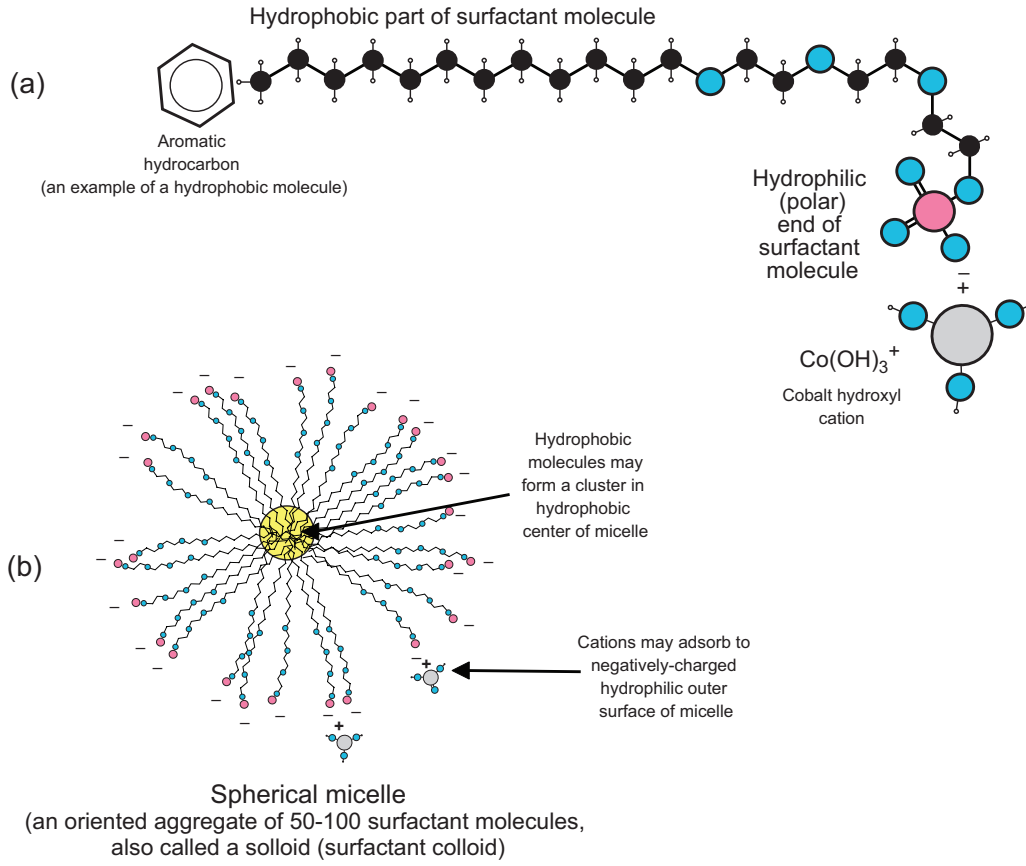 Hydrophobic part of surfactant molecule
(a)
Aromatic
hydrocarbon
(an example of a hydrophobic molecule)
Hydrophilic
(polar)
end of
surfactant
molecule
−
+
Co(OH)₃⁺
Cobalt hydroxyl
cation
(b)
Hydrophobic
molecules may
form a cluster in
hydrophobic
center of micelle
Cations may adsorb to
negatively-charged
hydrophilic outer
surface of micelle
Spherical micelle
(an oriented aggregate of 50-100 surfactant molecules,
also called a solloid (surfactant colloid)